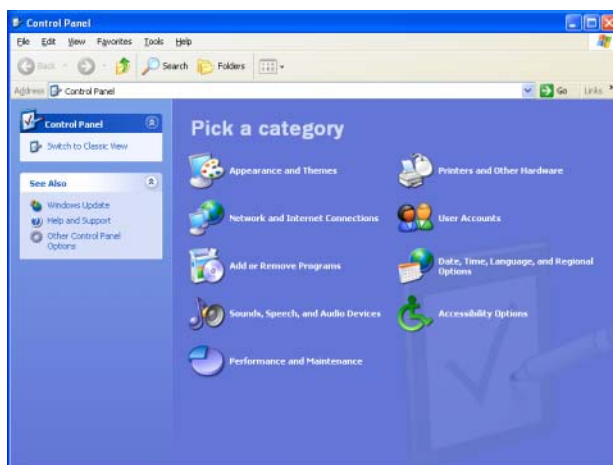 Control Panel
File Edit View Favorites Tools Help
Back Search Folders
Address Control Panel Go Links
Control Panel
Switch to Classic View
See Also
Windows Update
Help and Support
Other Control Panel
Options
Pick a category
Appearance and Themes
Printers and Other Hardware
Network and Internet Connections
User Accounts
Add or Remove Programs
Date, Time, Language, and Regional
Options
Sounds, Speech, and Audio Devices
Accessibility Options
Performance and Maintenance